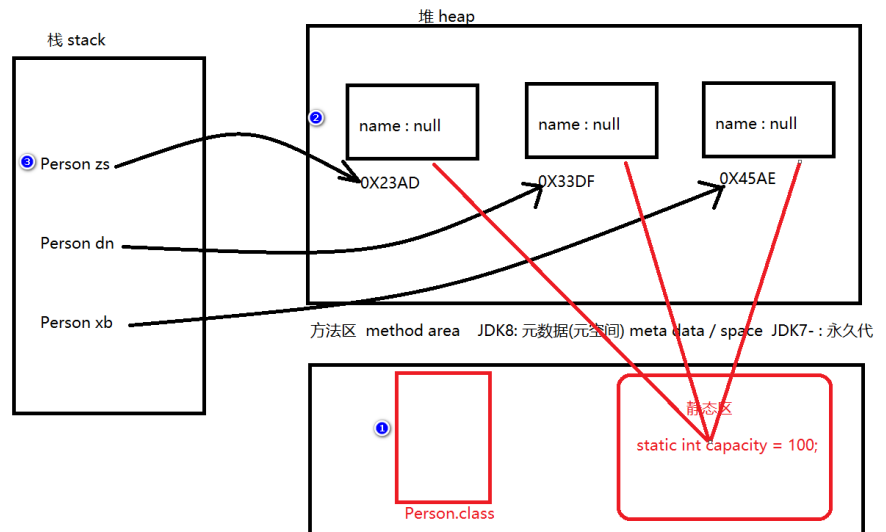 堆 heap
栈 stack
2
name : null
name : null
name : null
3
Person zs
0X23AD
0X33DF
0X45AE
Person dn
Person xb
方法区 method area JDK8: 元数据(元空间) meta data / space JDK7- : 永久代
静态区
1
static int capacity = 100;
Person.class